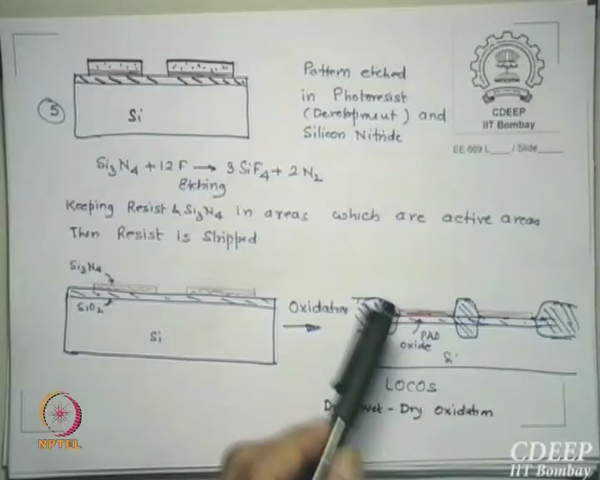 Pattern etched
in Photoresist
(Development) and
Silicon Nitride
CDEEP
IIT Bombay
EE 669 L___ / Slide___
5
Si
Si3N4 + 12 F → 3 SiF4 + 2 N2
Etching
Keeping Resist & Si3N4 in areas which are active areas
Then Resist is Stripped
Si3N4
SiO2
Si
Oxidation
PAD
oxide
Si
LOCOS
wet - Dry Oxidation
NPTEL
CDEEP
IIT Bombay